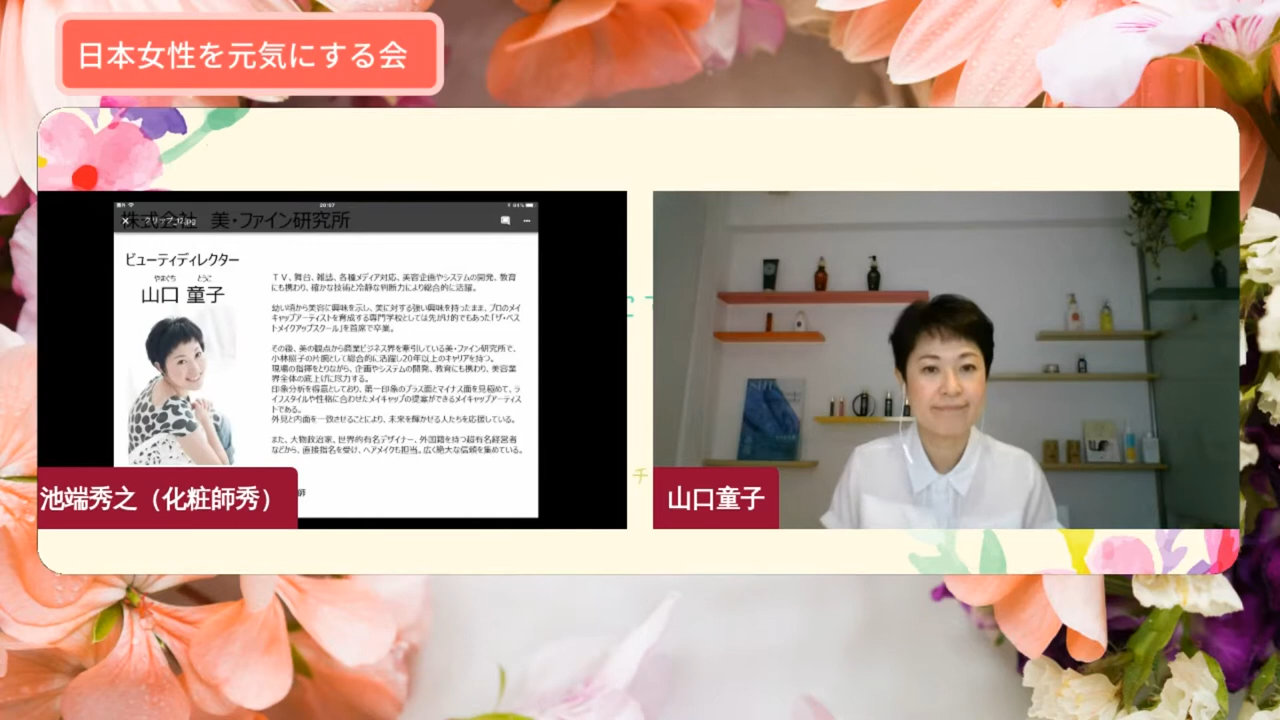 日本女性を元気にする会
株式会社 美・ファイン研究所
ビューティディレクター
やまぐち とうこ
山口 童子
ＴＶ、舞台、雑誌、各種メディア対応、美容企画やシステムの開発、教育
にも携わり、確かな技術と冷静な判断力により総合的に活躍。
幼い頃から美容に興味を示し、美に対する強い興味を持ったまま、プロのメイ
キャップアーティストを育成する専門学校としては先がけ的でもあった「ザ・ベス
トメイクアップスクール」を首席で卒業。
その後、美の観点から商業ビジネス界を牽引している美・ファイン研究所で、
小林照子の片腕として総合的に活躍し20年以上のキャリアを持つ。
現場の指揮をとりながら、企画やシステムの開発、教育にも携わり、美容業
界全体の底上げに尽力する。
印象分析を得意としており、第一印象のプラス面とマイナス面を見極めて、ラ
イフスタイルや性格に合わせたメイキャップの提案ができるメイキャップアーティス
トである。
外見と内面を一致させることにより、未来を輝かせる人たちを応援している。
また、大物政治家、世界的有名デザイナー、外国籍を持つ超有名経営者
などから、直接指名を受け、ヘアメイクも担当。広く絶大な信頼を集めている。
師
池端秀之（化粧師秀）
山口童子
チ